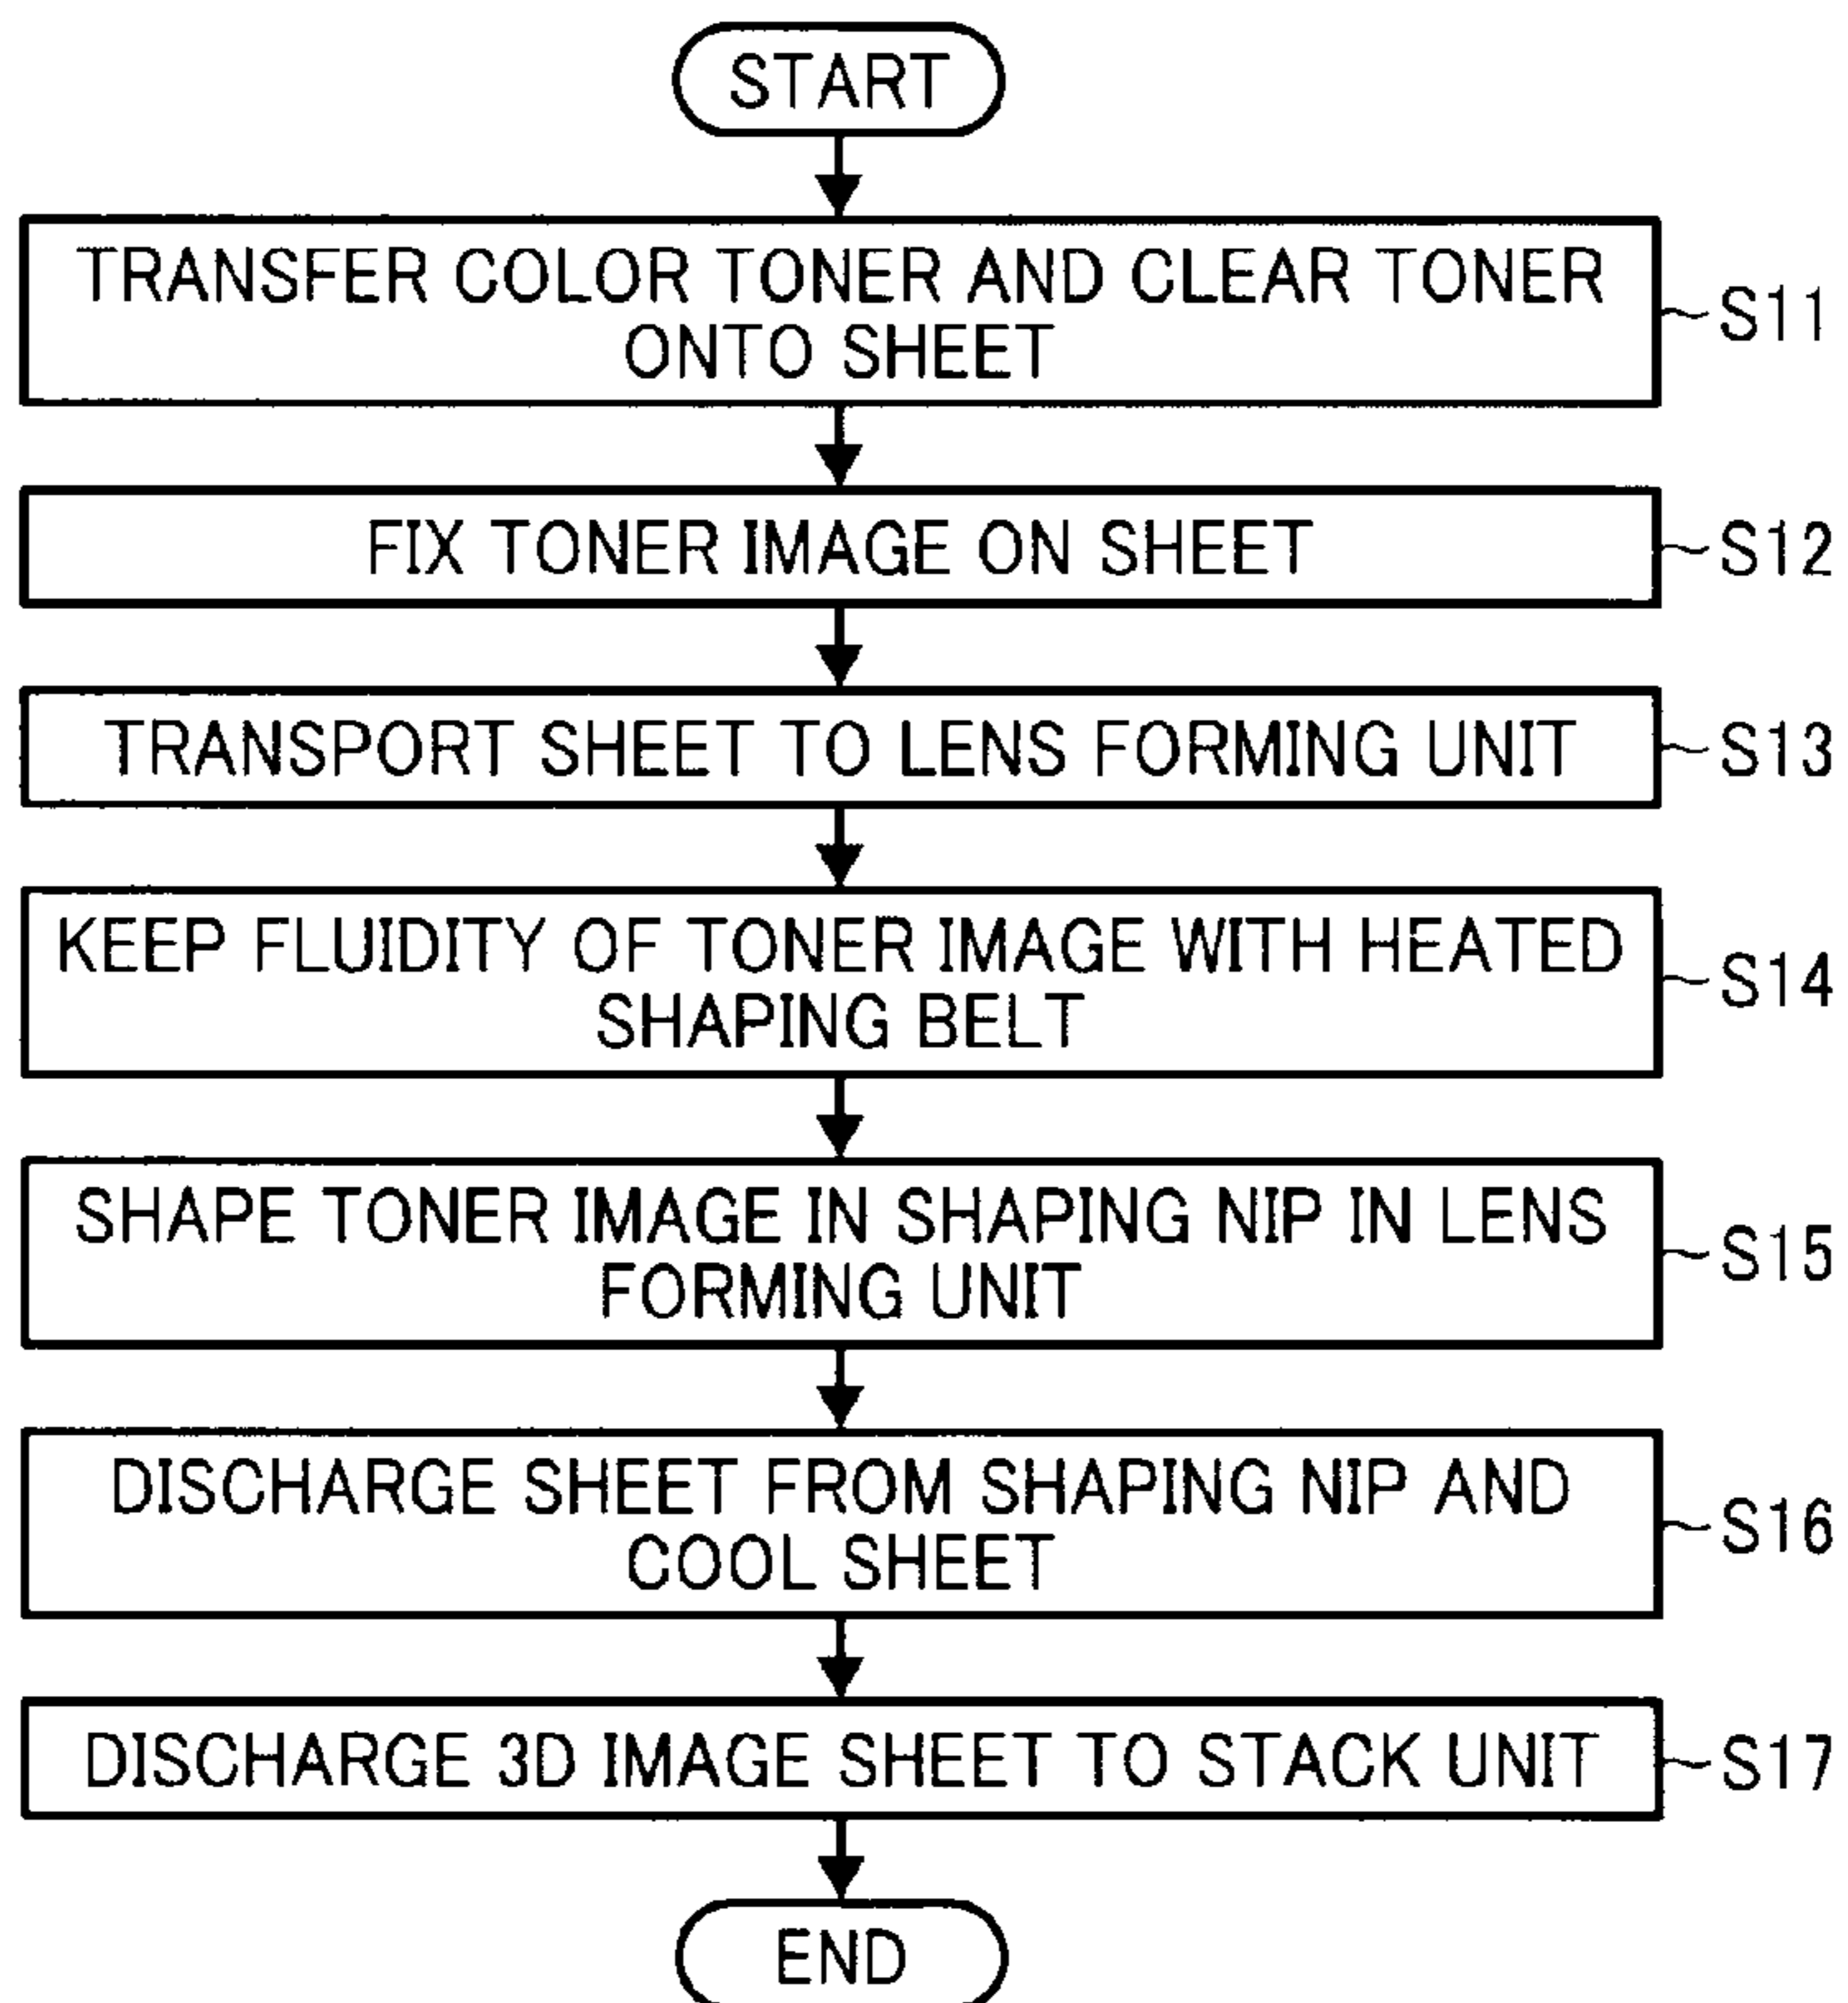 START
TRANSFER COLOR TONER AND CLEAR TONER
ONTO SHEET
S11
FIX TONER IMAGE ON SHEET
S12
TRANSPORT SHEET TO LENS FORMING UNIT
S13
KEEP FLUIDITY OF TONER IMAGE WITH HEATED
SHAPING BELT
S14
SHAPE TONER IMAGE IN SHAPING NIP IN LENS
FORMING UNIT
S15
DISCHARGE SHEET FROM SHAPING NIP AND
COOL SHEET
S16
DISCHARGE 3D IMAGE SHEET TO STACK UNIT
S17
END